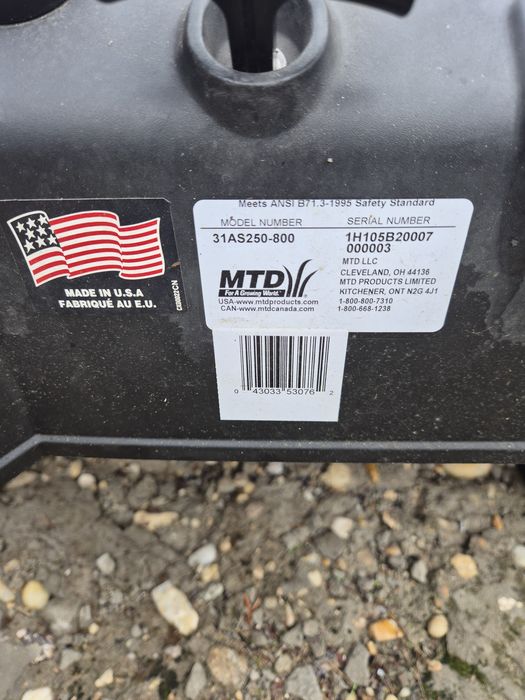 Meets ANSI B71.3-1995 Safety Standard
MODEL NUMBER SERIAL NUMBER
31AS250-800 1H105B20007
000003
MTD LLC
CLEVELAND, OH 44136
MTD PRODUCTS LIMITED
KITCHENER, ONT N2G 4J1
1-800-800-7310
1-800-668-1238
MTD
For A Growing World.
USA-www.mtdproducts.com
CAN-www.mtdcanada.com
MADE IN U.S.A
FABRIQUÉ AU E.U.
0 43033 53076 2